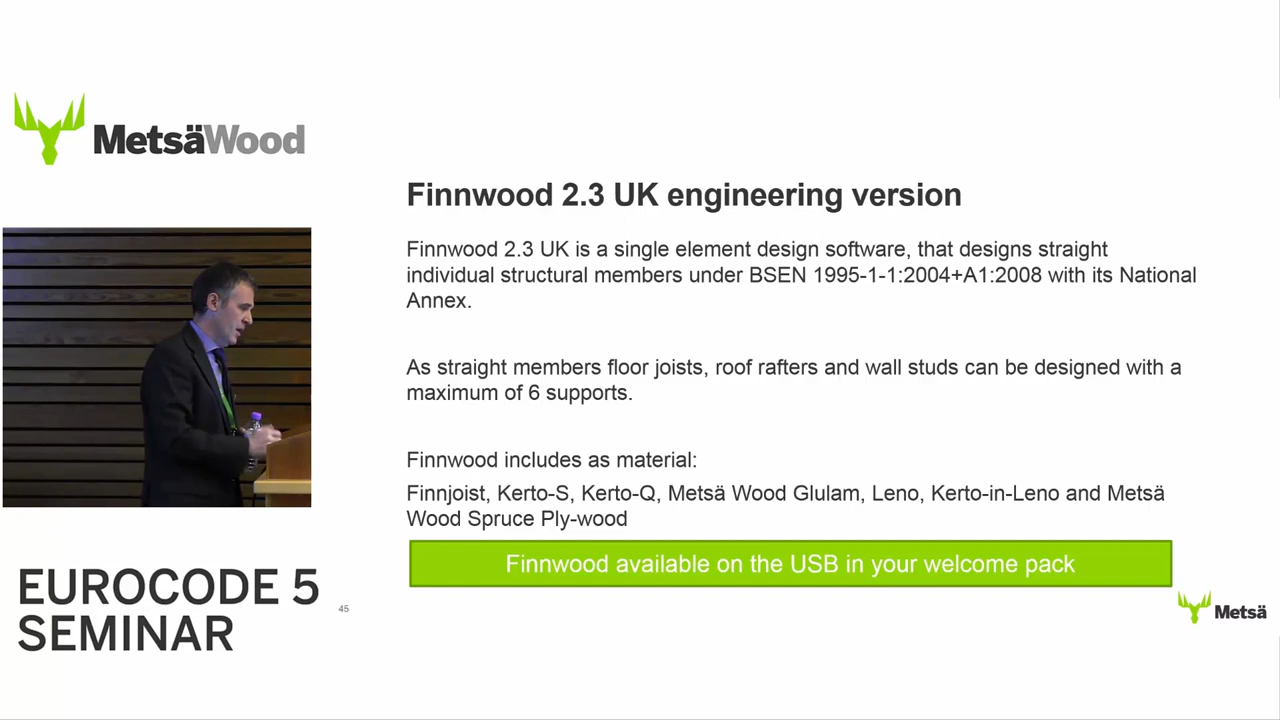 MetsäWood
Finnwood 2.3 UK engineering version
Finnwood 2.3 UK is a single element design software, that designs straight
individual structural members under BSEN 1995-1-1:2004+A1:2008 with its National
Annex.
As straight members floor joists, roof rafters and wall studs can be designed with a
maximum of 6 supports.
Finnwood includes as material:
Finnjoist, Kerto-S, Kerto-Q, Metsä Wood Glulam, Leno, Kerto-in-Leno and Metsä
Wood Spruce Ply-wood
Finnwood available on the USB in your welcome pack
EUROCODE 5
SEMINAR
45
Metsä